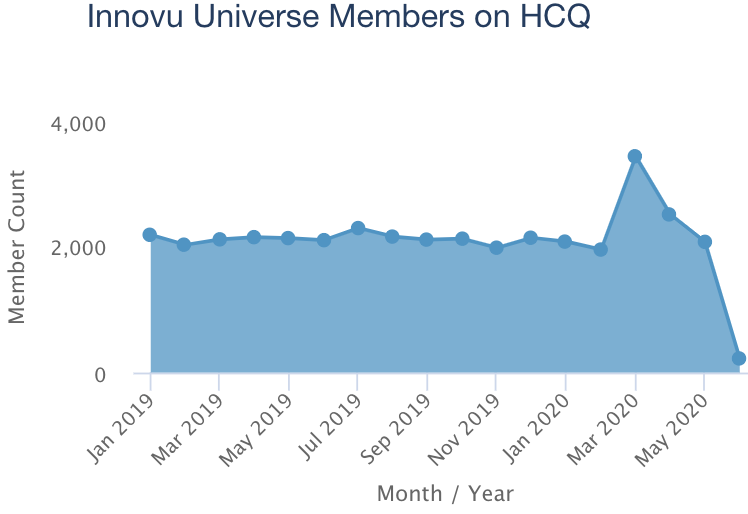 Innovu Universe Members on HCQ
4,000
2,000
0
Member Count
Jan 2019
Mar 2019
May 2019
Jul 2019
Sep 2019
Nov 2019
Jan 2020
Mar 2020
May 2020
Month / Year